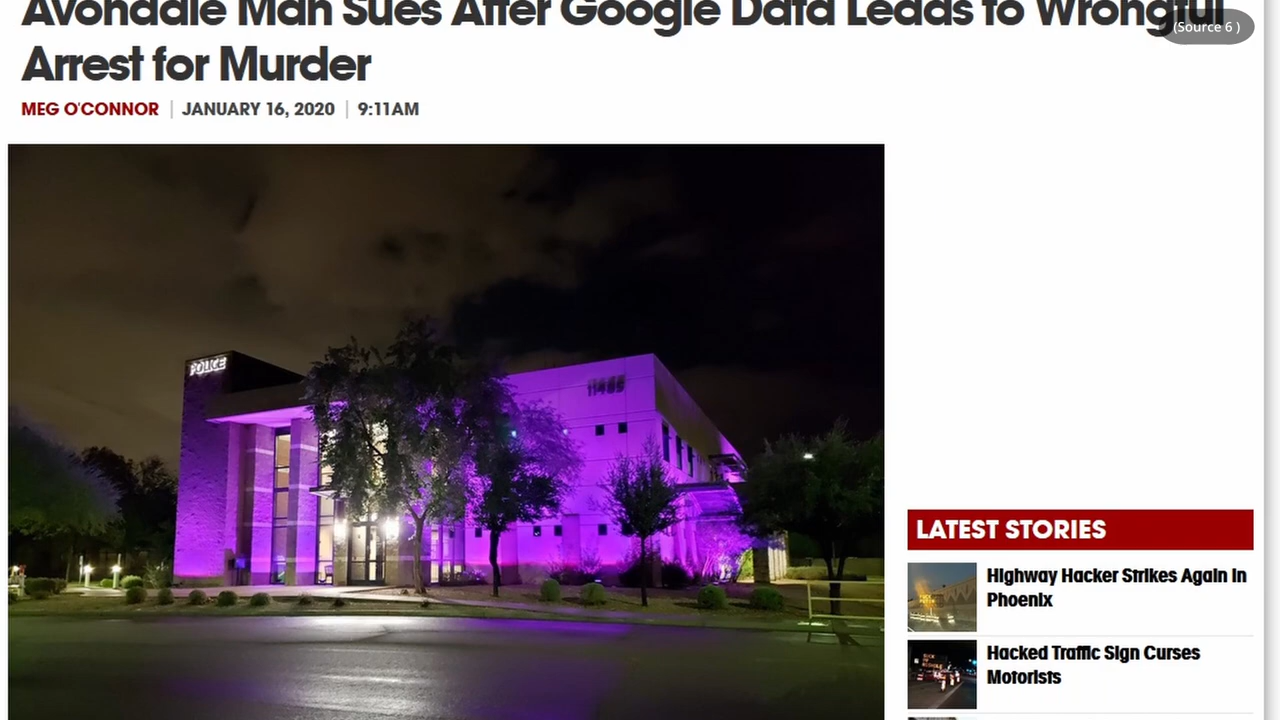 Avondale Man Sues After Google Data Leads to Wrongful
(Source 6 )
Arrest for Murder
MEG O'CONNOR | JANUARY 16, 2020 | 9:11AM
POLICE
11485
LATEST STORIES
Highway Hacker Strikes Again in
Phoenix
Hacked Traffic Sign Curses
Motorists